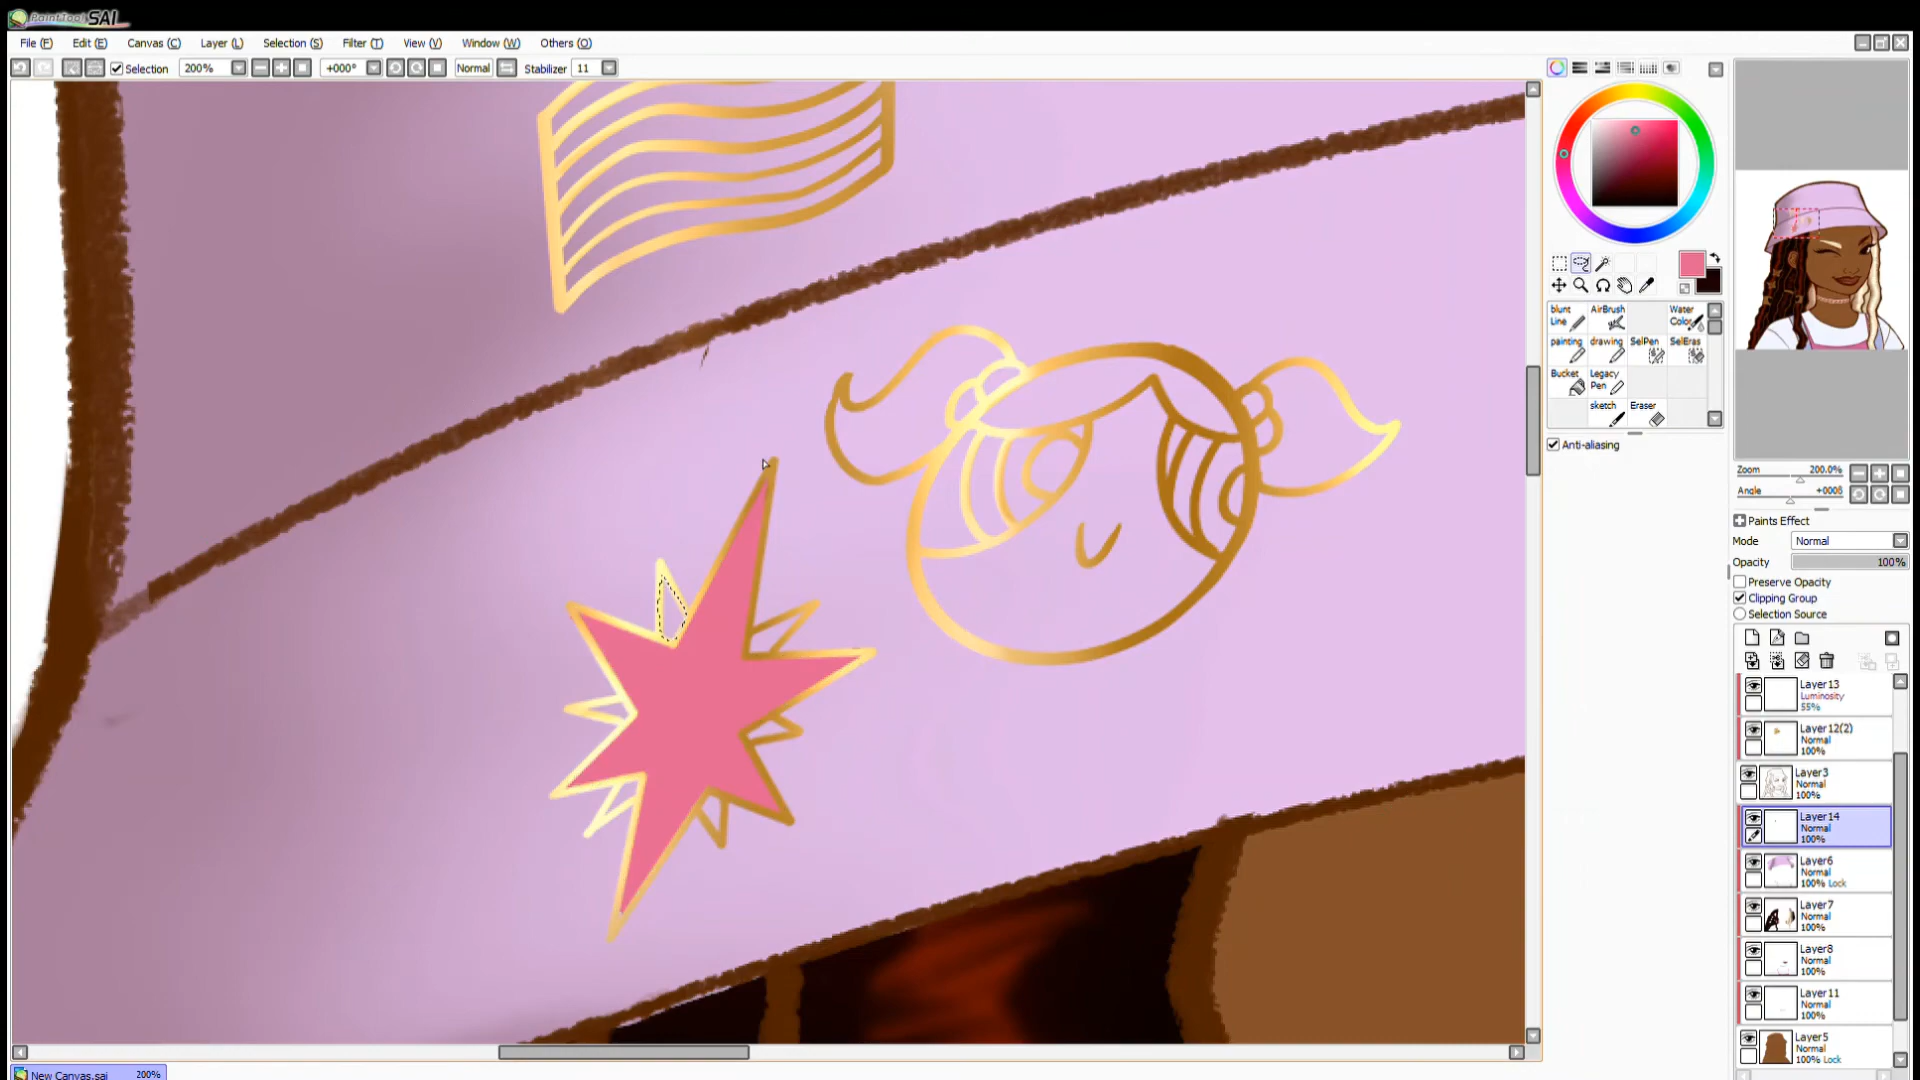 PaintTool SAI
File (F) Edit (E) Canvas (C) Layer (L) Selection (S) Filter (T) View (V) Window (W) Others (O)
Selection 200% +000° Normal Stabilizer 11
blunt Line AirBrush Water Color
painting drawing SelPen SelEras
Bucket Legacy Pen
sketch Eraser
Anti-aliasing
Zoom 200.0%
Angle +000ß
Paints Effect
Mode Normal
Opacity 100%
Preserve Opacity
Clipping Group
Selection Source
Layer13
Luminosity
55%
Layer12(2)
Normal
100%
Layer3
Normal
100%
Layer14
Normal
100%
Layer6
Normal
100% Lock
Layer7
Normal
100%
Layer8
Normal
100%
Layer11
Normal
100%
Layer5
Normal
100% Lock
New Canvas.sai 200%